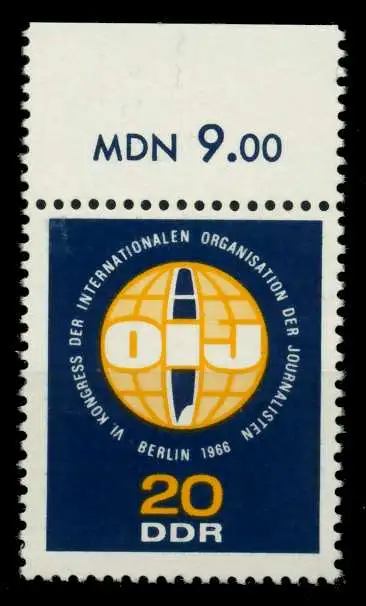 MDN 9.00
VI. KONGRESS DER INTERNATIONALEN ORGANISATION DER JOURNALISTEN
OIJ
BERLIN 1966
20
DDR